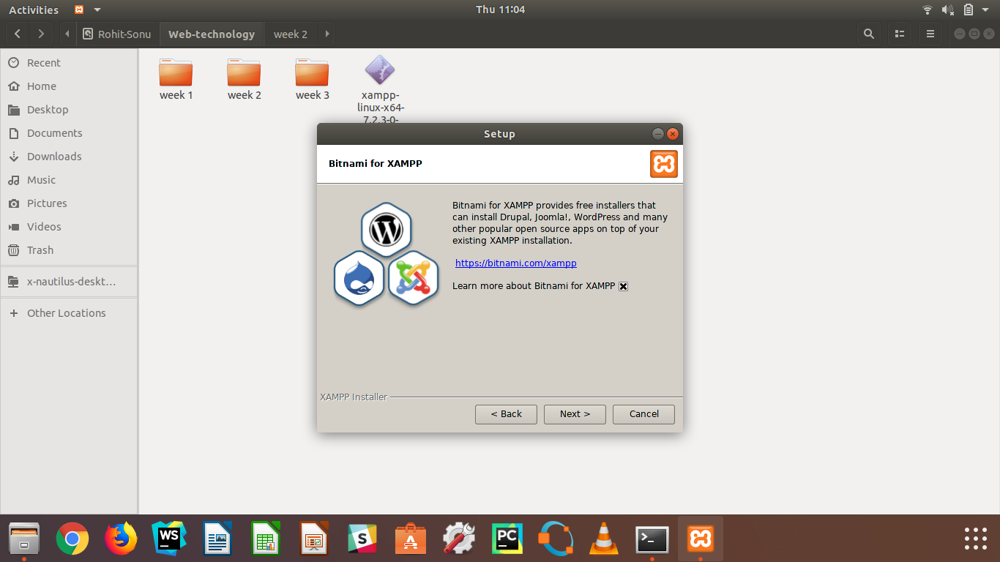 Activities
Thu 11:04
Rohit-Sonu
Web-technology
week 2
Recent
Home
Desktop
Documents
Downloads
Music
Pictures
Videos
Trash
x-nautilus-deskt...
Other Locations
week 1
week 2
week 3
xampp-
linux-x64-
7.2.3-0-
Setup
Bitnami for XAMPP
Bitnami for XAMPP provides free installers that
can install Drupal, Joomla!, WordPress and many
other popular open source apps on top of your
existing XAMPP installation.
https://bitnami.com/xampp
Learn more about Bitnami for XAMPP
XAMPP Installer
< Back
Next >
Cancel
WS
S
A
PC
>_